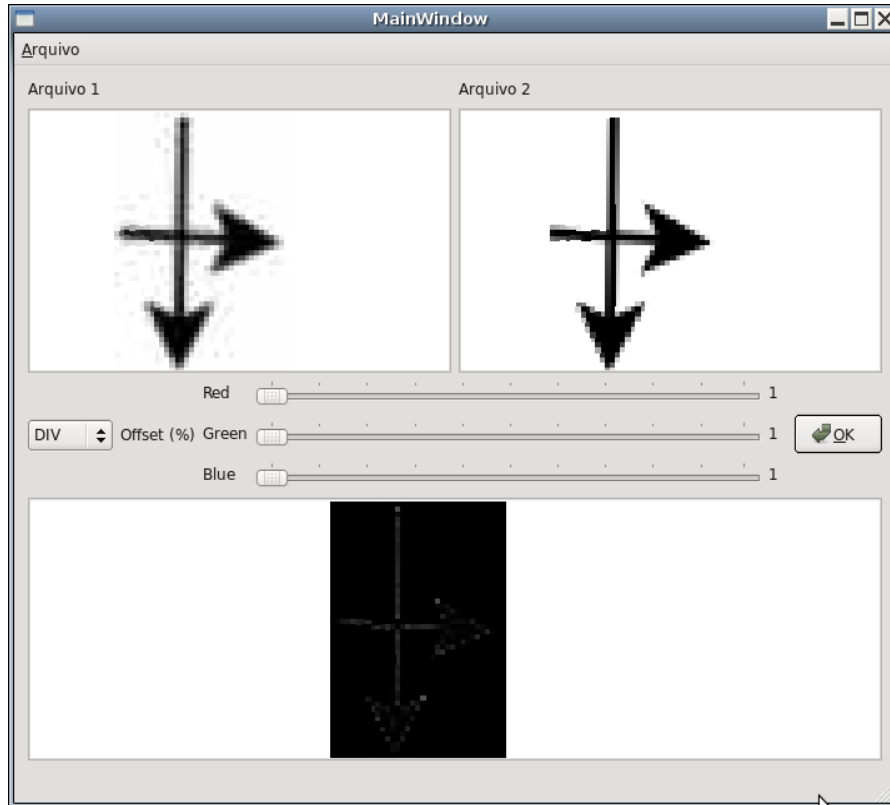 MainWindow
Arquivo
Arquivo 1 Arquivo 2
Red 1
DIV Offset (%) Green 1 OK
Blue 1